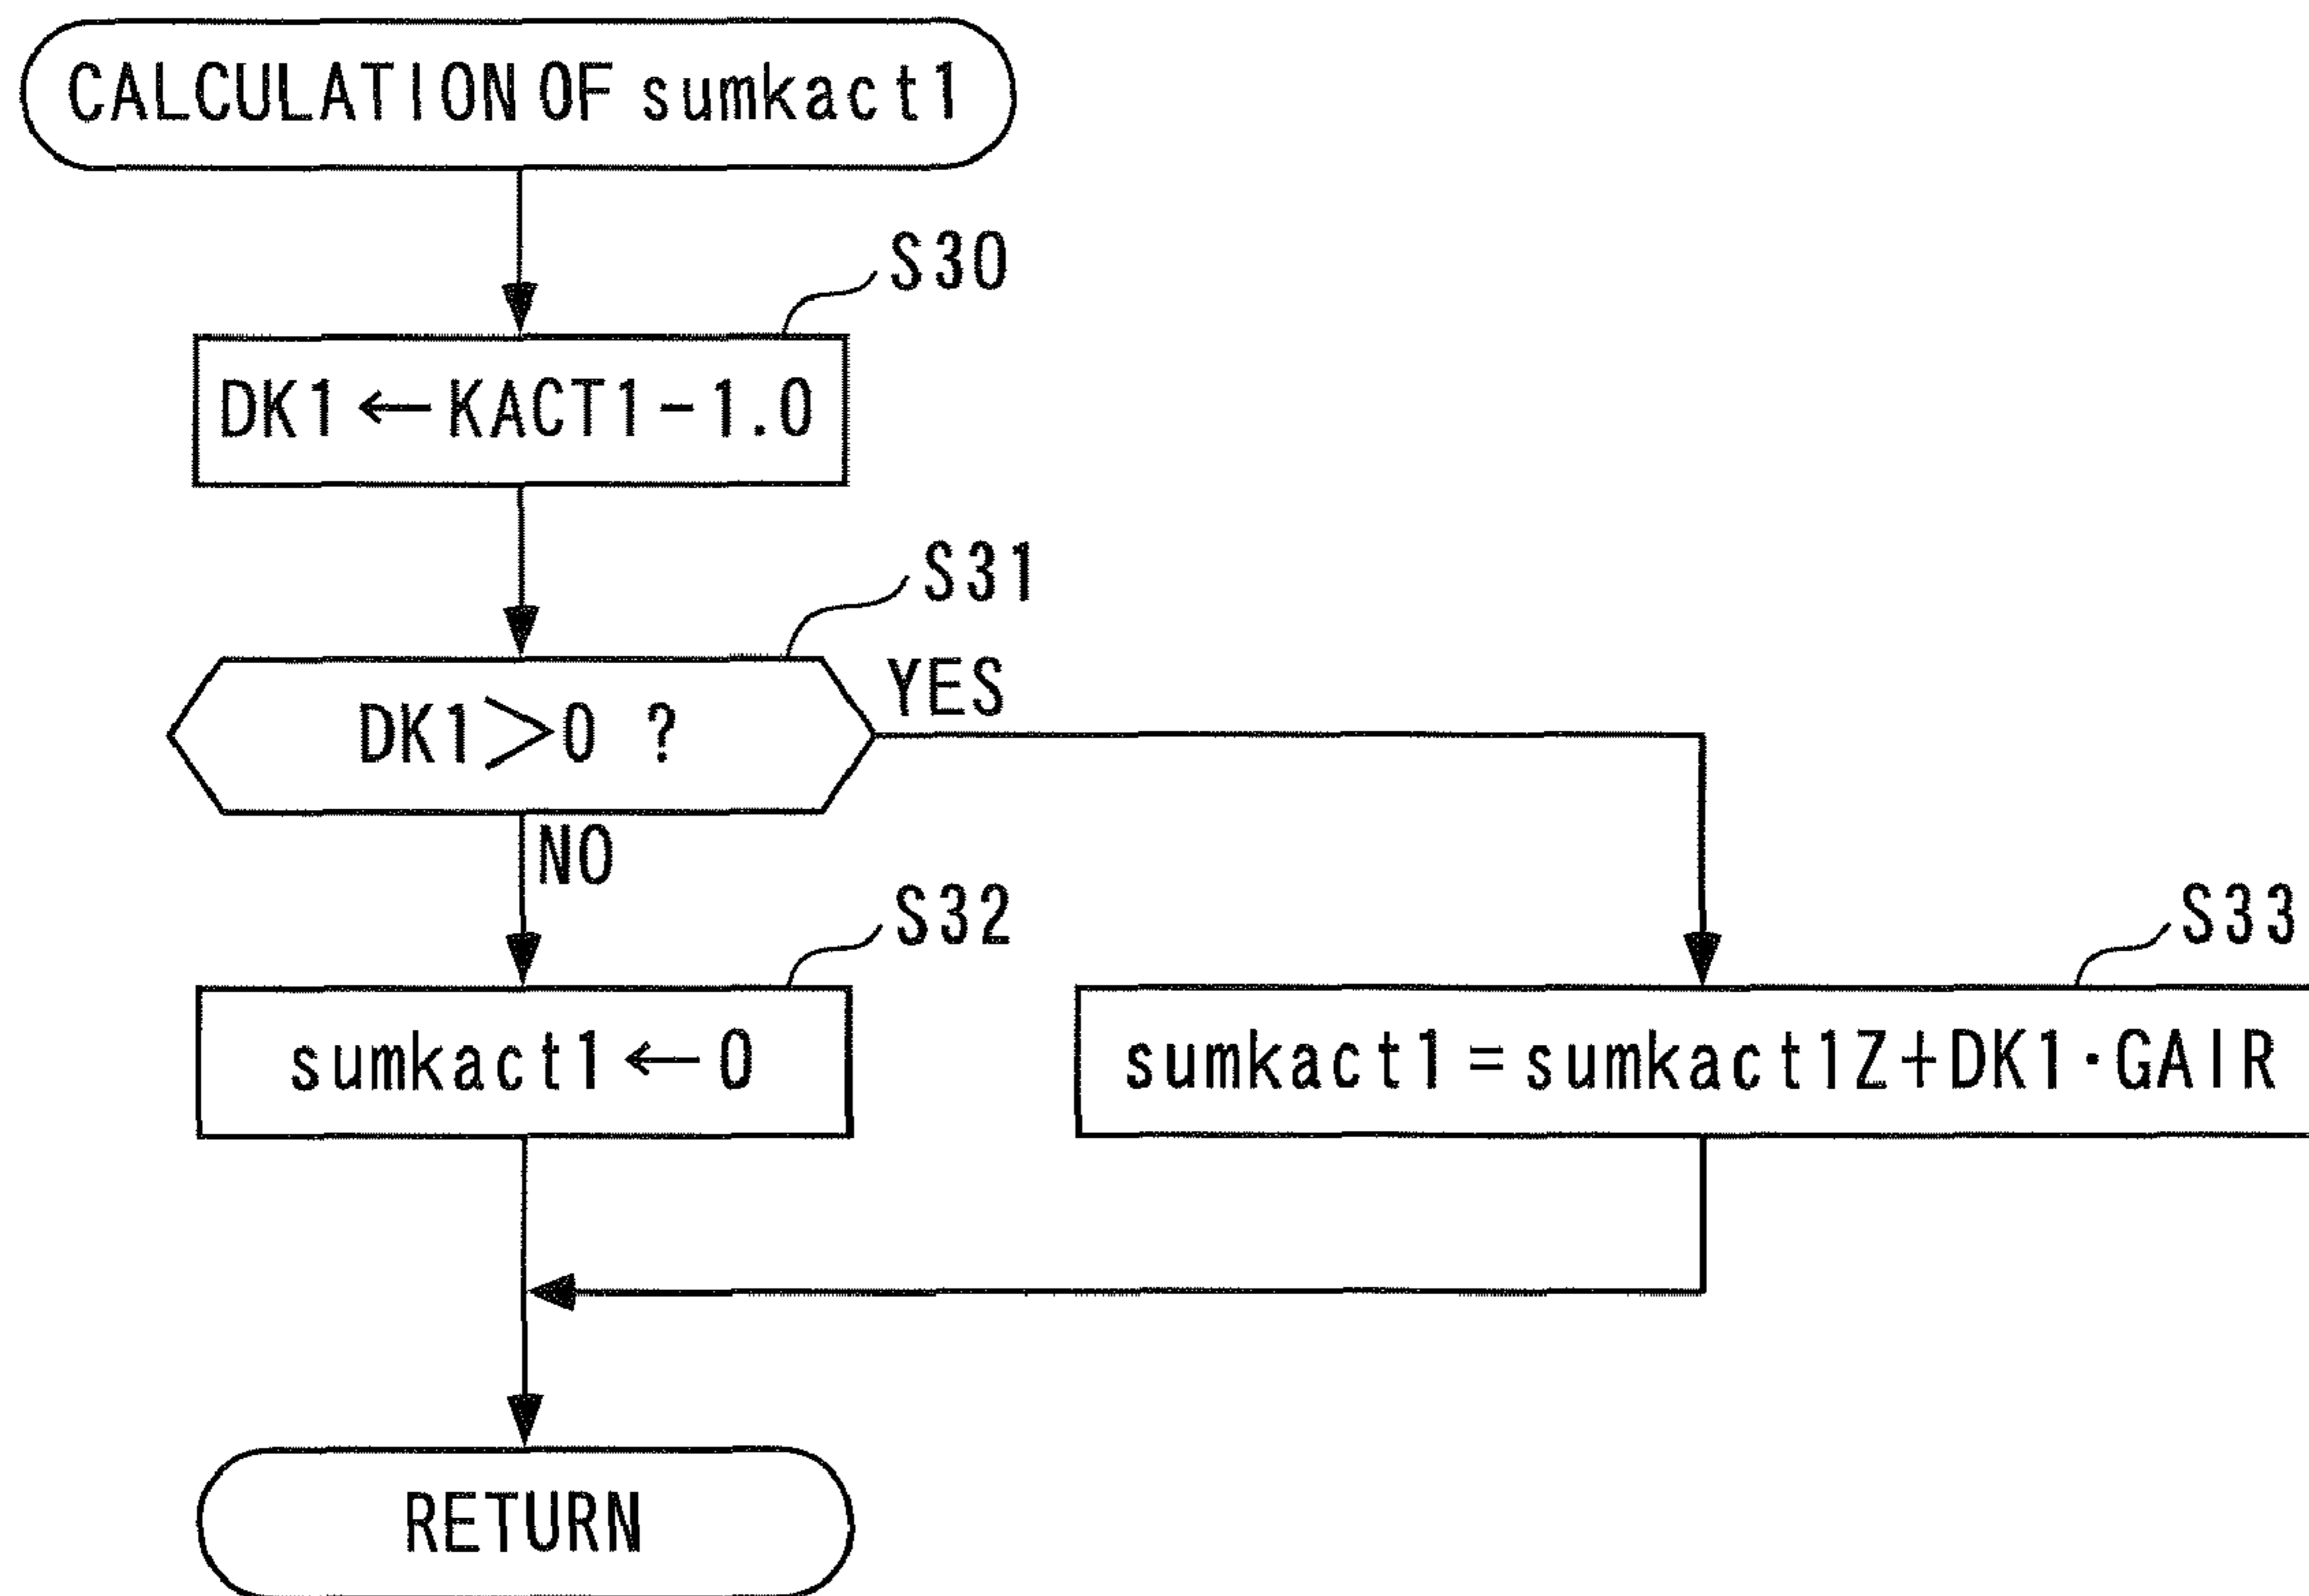 CALCULATION OF sumkact1
S30
DK1←KACT1-1.0
S31
DK1>0 ?
YES
NO
S32
sumkact1←0
S33
sumkact1=sumkact1Z+DK1·GAIR
RETURN